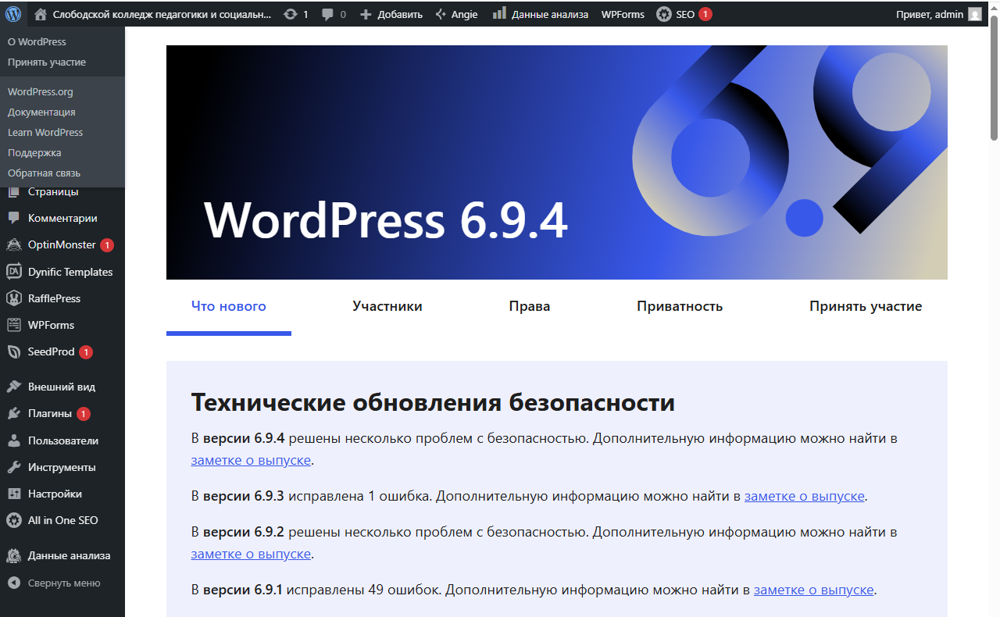 Слободской колледж педагогики и социальн...
1
0
Добавить
Angie
Данные анализа
WPForms
SEO 1
Привет, admin
О WordPress
Принять участие
WordPress.org
Документация
Learn WordPress
Поддержка
Обратная связь
Страницы
Комментарии
OptinMonster 1
Dynific Templates
RafflePress
WPForms
SeedProd 1
Внешний вид
Плагины 1
Пользователи
Инструменты
Настройки
All in One SEO
Данные анализа
Свернуть меню
WordPress 6.9.4
Что нового
Участники
Права
Приватность
Принять участие
Технические обновления безопасности
В версии 6.9.4 решены несколько проблем с безопасностью. Дополнительную информацию можно найти в
заметке о выпуске.
В версии 6.9.3 исправлена 1 ошибка. Дополнительную информацию можно найти в заметке о выпуске.
В версии 6.9.2 решены несколько проблем с безопасностью. Дополнительную информацию можно найти в
заметке о выпуске.
В версии 6.9.1 исправлены 49 ошибок. Дополнительную информацию можно найти в заметке о выпуске.